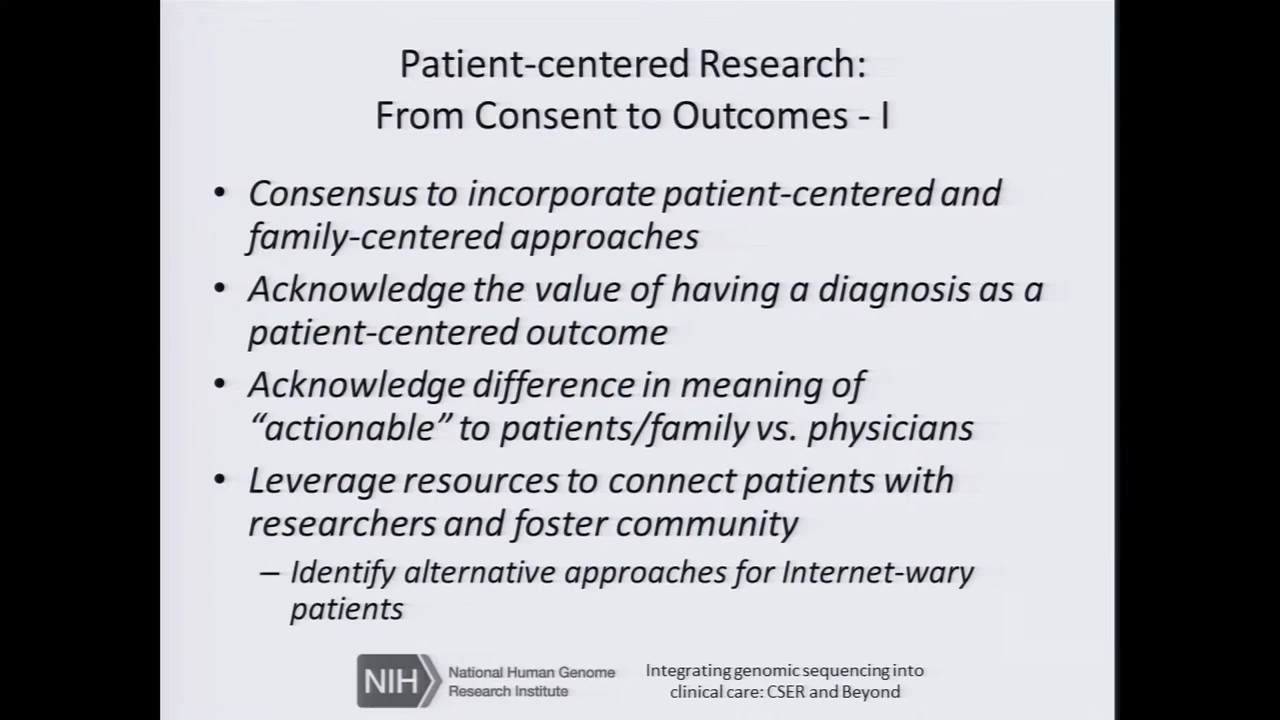 Patient-centered Research:
From Consent to Outcomes - I
• Consensus to incorporate patient-centered and
family-centered approaches
• Acknowledge the value of having a diagnosis as a
patient-centered outcome
• Acknowledge difference in meaning of
“actionable” to patients/family vs. physicians
• Leverage resources to connect patients with
researchers and foster community
– Identify alternative approaches for Internet-wary
patients
NIH National Human Genome
Research Institute
Integrating genomic sequencing into
clinical care: CSER and Beyond